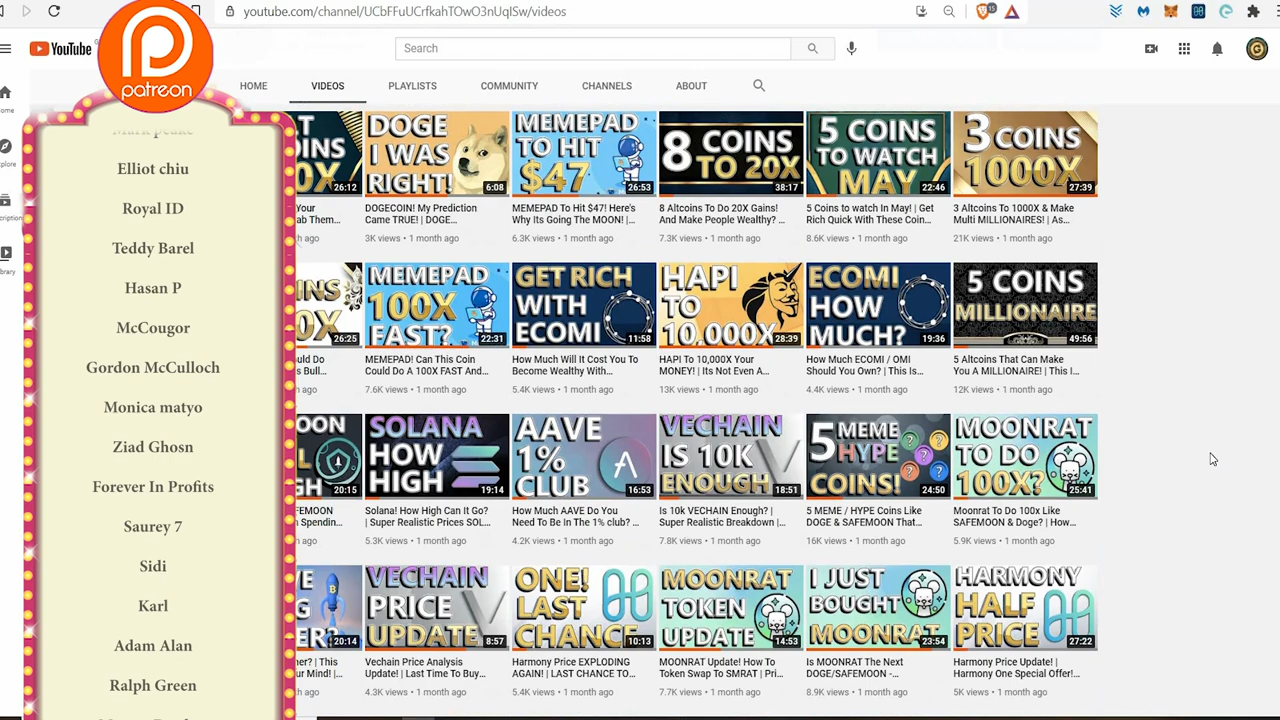 youtube.com/channel/UCbFFuUCrfkahTOwO3nUqISw/videos
15
YouTube
Search
patreon
HOME
VIDEOS
PLAYLISTS
COMMUNITY
CHANNELS
ABOUT
Elliot chiu
Royal ID
Teddy Barel
Hasan P
McCougor
Gordon McCulloch
Monica matyo
Ziad Ghosn
Forever In Profits
Saurey 7
Sidi
Karl
Adam Alan
Ralph Green
26:12
DOGE
I WAS
RIGHT!
6:08
MEMEPAD
TO HIT
$47
26:53
8 COINS
TO 20X
38:17
5 COINS
TO WATCH
MAY
22:46
3 COINS
1000X
27:39
DOGECOIN! My Prediction
Came TRUE! | DOGE...
MEMEPAD To Hit $47! Here's
Why Its Going The MOON! |...
8 Altcoins To Do 20X Gains!
And Make People Wealthy? ...
5 Coins to watch In May! | Get
Rich Quick With These Coin...
3 Altcoins To 1000X & Make
Multi MILLIONAIRES! | As...
3K views • 1 month ago
6.3K views • 1 month ago
7.3K views • 1 month ago
8.6K views • 1 month ago
21K views • 1 month ago
26:25
MEMEPAD
100X
FAST?
22:31
GET RICH
WITH
ECOMI
11:58
HAPI
TO
10,000X
28:39
ECOMI
HOW
MUCH?
19:36
5 COINS
MILLIONAIRE
49:56
MEMEPAD! Can This Coin
Could Do A 100X FAST And...
How Much Will It Cost You To
Become Wealthy With...
HAPI To 10,000X Your
MONEY! | Its Not Even A...
How Much ECOMI / OMI
Should You Own? | This Is...
5 Altcoins That Can Make
You A MILLIONAIRE! | This I...
7.6K views • 1 month ago
5.4K views • 1 month ago
13K views • 1 month ago
4.4K views • 1 month ago
12K views • 1 month ago
20:15
SOLANA
HOW
HIGH
19:14
AAVE
1%
CLUB
16:53
VECHAIN
IS 10K
ENOUGH
18:51
5 MEME
HYPE
COINS!
24:50
MOONRAT
TO DO
100X?
25:41
Solana! How High Can It Go?
| Super Realistic Prices SOL...
How Much AAVE Do You
Need To Be In The 1% club? ...
Is 10k VECHAIN Enough? |
Super Realistic Breakdown |...
5 MEME / HYPE Coins Like
DOGE & SAFEMOON That...
Moonrat To Do 100x Like
SAFEMOON & Doge? | How...
5.3K views • 1 month ago
4.2K views • 1 month ago
7.8K views • 1 month ago
16K views • 1 month ago
5.9K views • 1 month ago
20:14
VECHAIN
PRICE
UPDATE
8:57
ONE!
LAST
CHANCE
10:13
MOONRAT
TOKEN
UPDATE
14:53
I JUST
BOUGHT
MOONRAT
23:54
HARMONY
HALF
PRICE
27:22
Vechain Price Analysis
Update! | Last Time To Buy...
Harmony Price EXPLODING
AGAIN! | LAST CHANCE TO...
MOONRAT Update! How To
Token Swap To SMRAT | Pri...
Is MOONRAT The Next
DOGE/SAFEMOON -...
Harmony Price Update! |
Harmony One Special Offer!...
4.3K views • 1 month ago
5.4K views • 1 month ago
7.7K views • 1 month ago
8.9K views • 1 month ago
5K views • 1 month ago